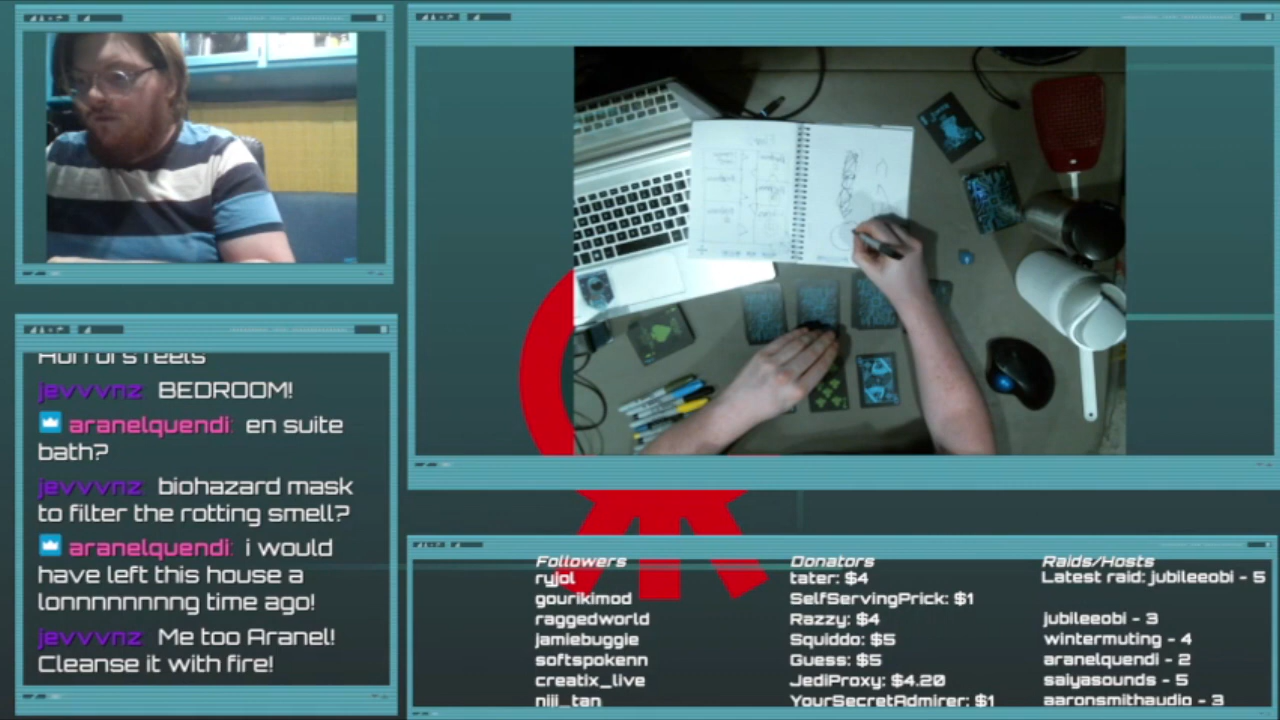 Horrors feels
jevvvnz: BEDROOM!
aranelquendi: en suite
bath?
jevvvnz: biohazard mask
to filter the rotting smell?
aranelquendi: i would
have left this house a
lonnnnnnnng time ago!
jevvvnz: Me too Aranel!
Cleanse it with fire!
Followers
ryjol
gourikimod
raggedworld
jamiebuggie
softspokenn
creatix_live
niji_tan
Donators
tater: $4
SelfServingPrick: $1
Razzy: $4
Squiddo: $5
Guess: $5
JediProxy: $4.20
YourSecretAdmirer: $1
Raids/Hosts
Latest raid: jubileeobi - 5
jubileeobi - 3
wintermuting - 4
aranelquendi - 2
saiyasounds - 5
aaronsmithaudio - 3